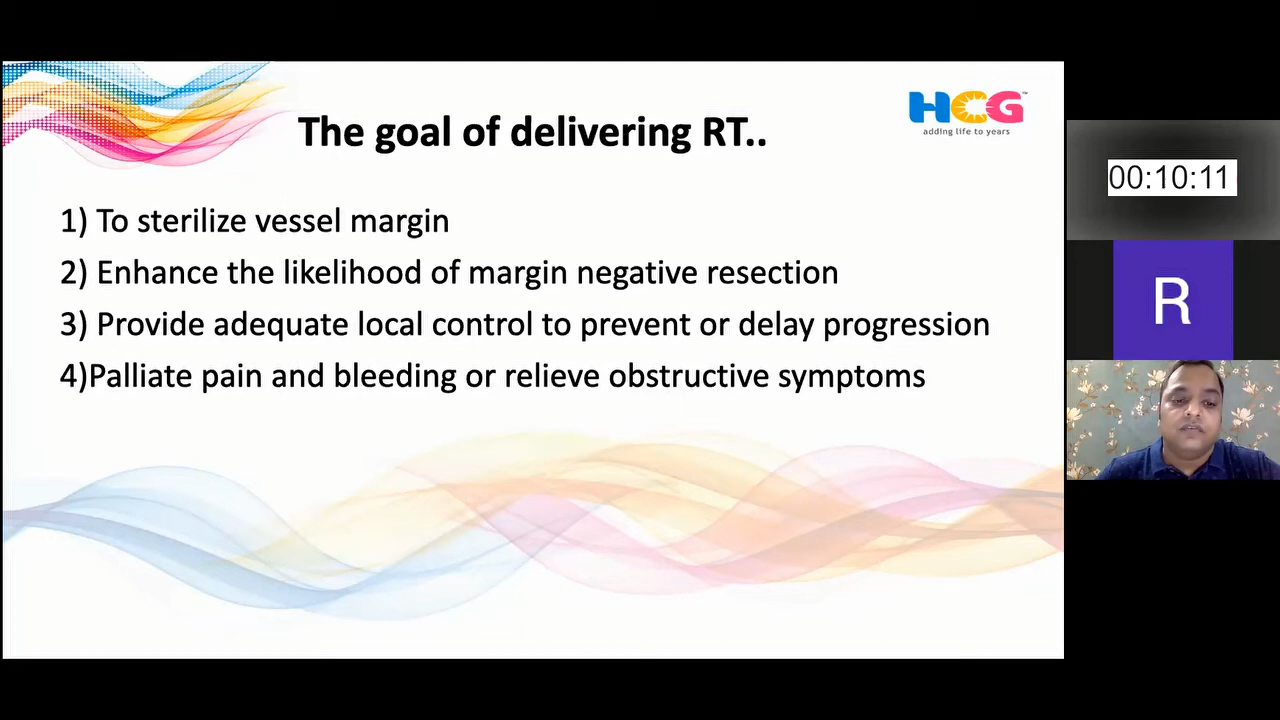 The goal of delivering RT..
HCG
adding life to years
1) To sterilize vessel margin
2) Enhance the likelihood of margin negative resection
3) Provide adequate local control to prevent or delay progression
4)Palliate pain and bleeding or relieve obstructive symptoms
00:10:11
R